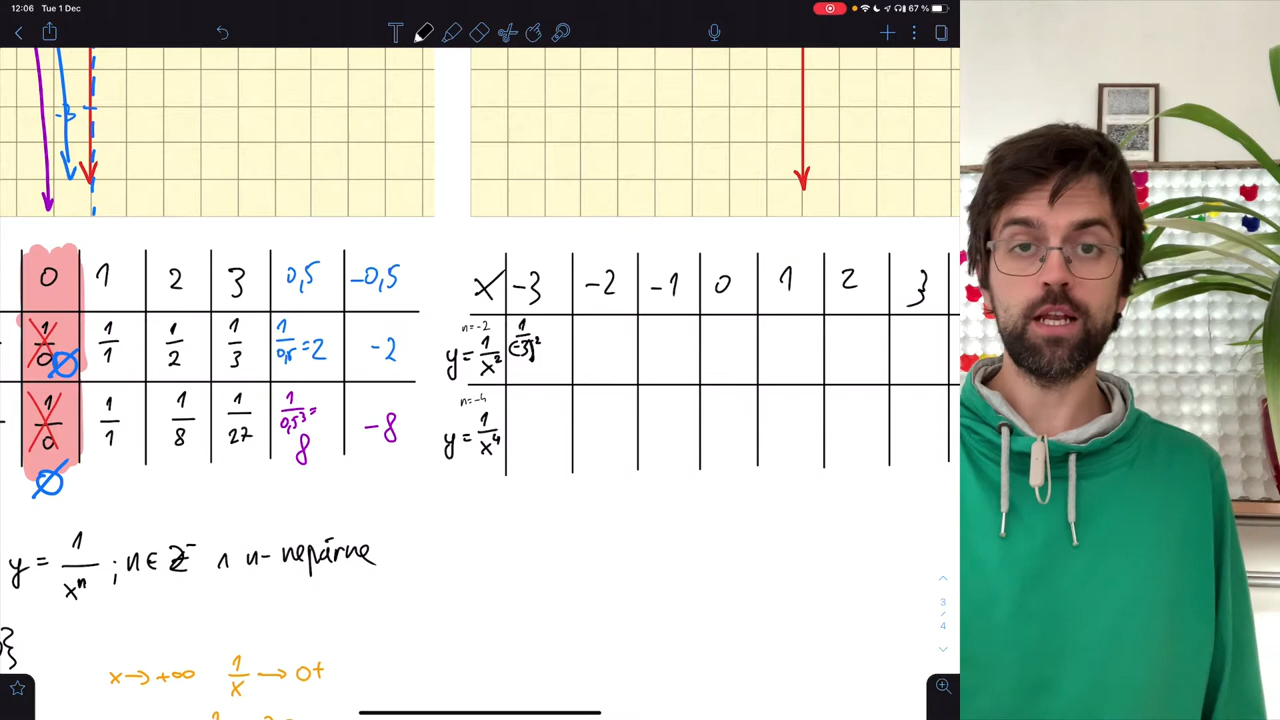 12:06 Tue 1 Dec
67 %
T
-3
0 1 2 3 0,5 -0,5
1/0 ∅ 1/1 1/2 1/3 1/0,5 = 2 -2
1/0 ∅ 1/1 1/8 1/27 1/0,5³ = 8 -8
x -3 -2 -1 0 1 2 3
n=-2
y = 1/x² 1/(-3)²
n=-4
y = 1/x⁴
y = 1/xⁿ ; n ∈ Z⁻ ∧ n - nepárne
}
x → +∞ 1/x → 0+
3
4